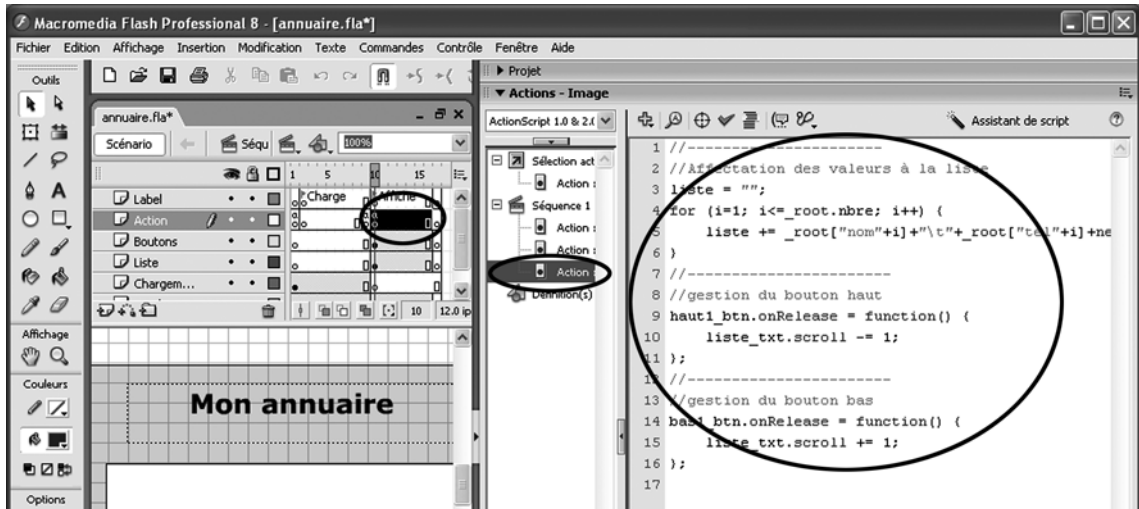 Macromedia Flash Professional 8 - [annuaire.fla*]
Fichier Edition Affichage Insertion Modification Texte Commandes Contrôle Fenêtre Aide
Outils
Affichage
Couleurs
Options
annuaire.fla*
Scénario
Séqu
100%
1 5 10 15
Label
Charge
Affiche
Action
Boutons
Liste
Chargem...
10 12.0 ip
Mon annuaire
Projet
Actions - Image
ActionScript 1.0 & 2.(
Assistant de script
Sélection act
Action :
Séquence 1
Action :
Action :
Action :
Définition(s)
1 //------------------------
2 //Affectation des valeurs à la liste
3 liste = "";
4 for (i=1; i<=_root.nbre; i++) {
5 liste += _root["nom"+i]+"\t"+_root["tel"+i]+ne
6 }
7 //-------------------------
8 //gestion du bouton haut
9 haut1_btn.onRelease = function() {
10 liste_txt.scroll -= 1;
11 };
12 //-------------------------
13 //gestion du bouton bas
14 bas1_btn.onRelease = function() {
15 liste_txt.scroll += 1;
16 };
17